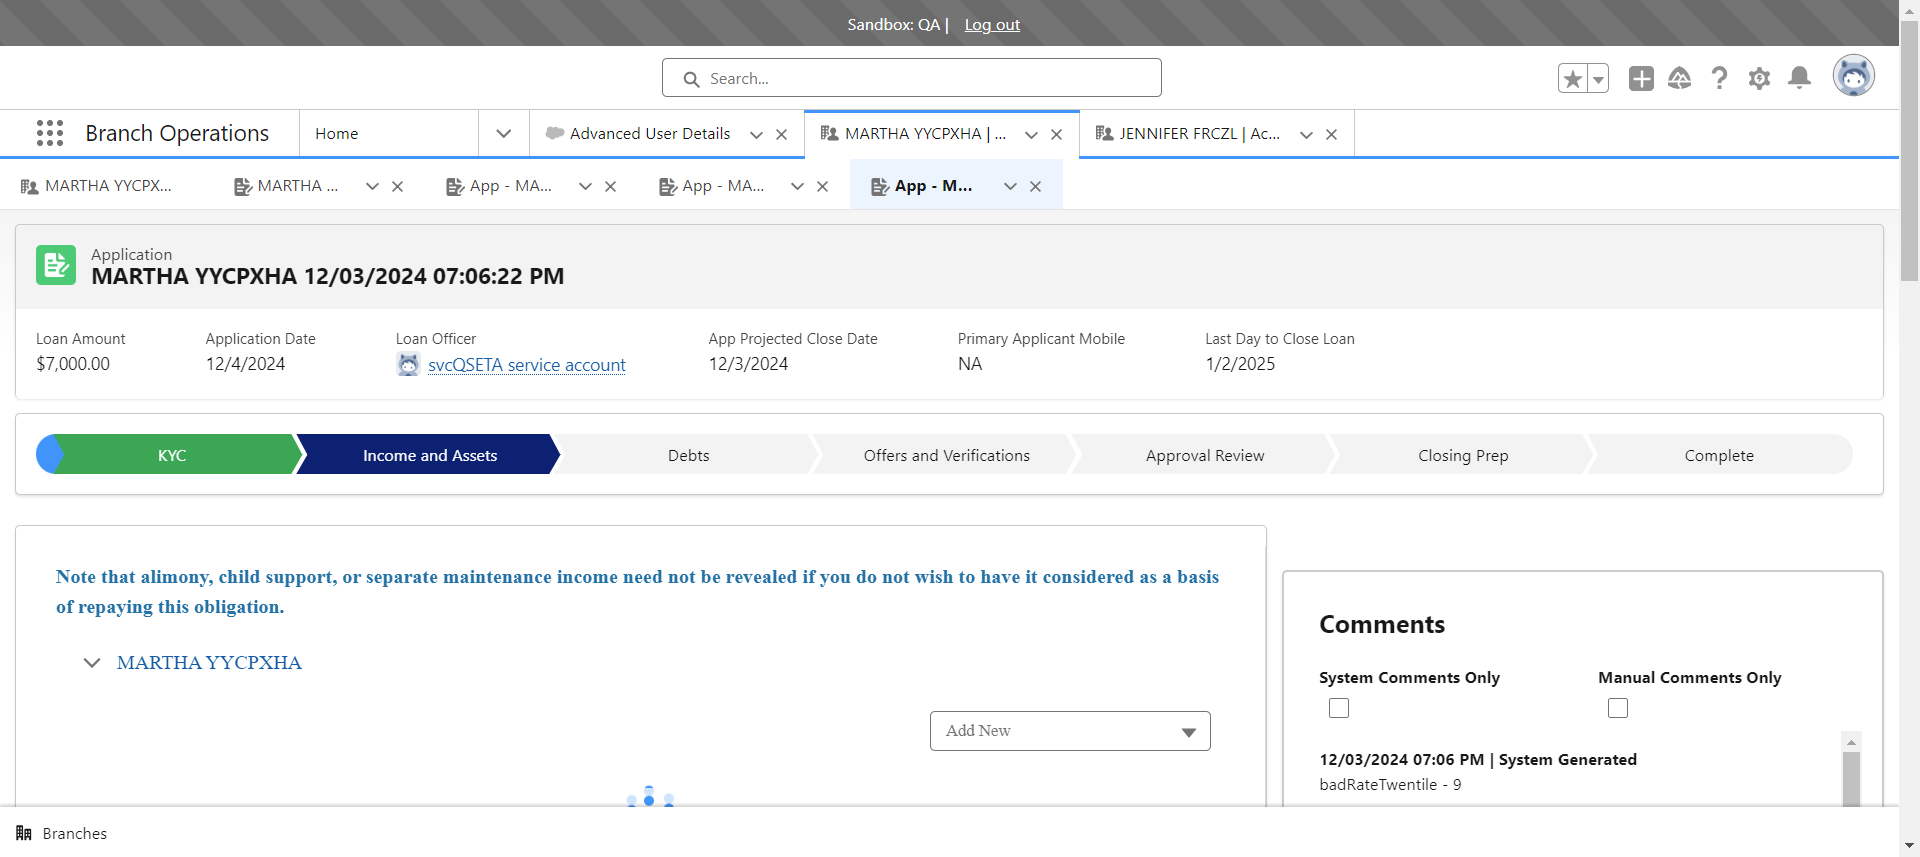 Sandbox: QA | Log out
Search...
Branch Operations
Home
Advanced User Details
MARTHA YYCPXHA | ...
JENNIFER FRCZL | Ac...
MARTHA YYCPX...
MARTHA ...
App - MA...
App - MA...
App - M...
Application
MARTHA YYCPXHA 12/03/2024 07:06:22 PM
Loan Amount
$7,000.00
Application Date
12/4/2024
Loan Officer
svcQSETA service account
App Projected Close Date
12/3/2024
Primary Applicant Mobile
NA
Last Day to Close Loan
1/2/2025
KYC
Income and Assets
Debts
Offers and Verifications
Approval Review
Closing Prep
Complete
Note that alimony, child support, or separate maintenance income need not be revealed if you do not wish to have it considered as a basis
of repaying this obligation.
MARTHA YYCPXHA
Add New
Comments
System Comments Only
Manual Comments Only
12/03/2024 07:06 PM | System Generated
badRateTwentile - 9
Branches